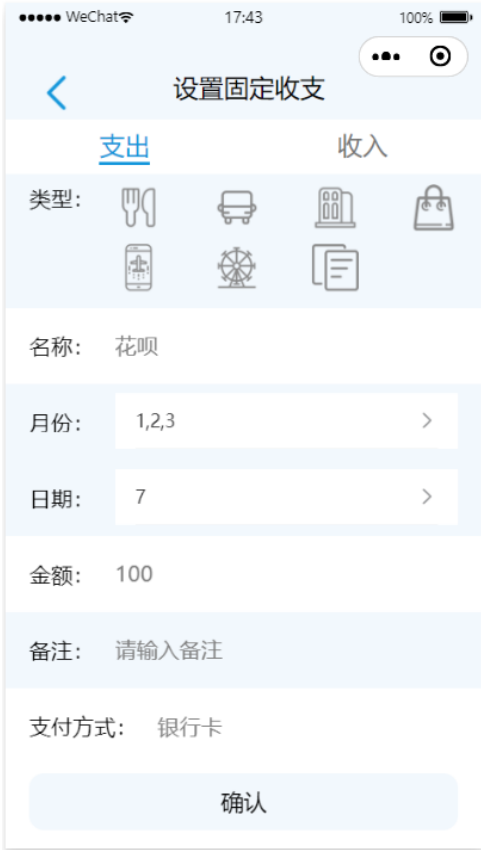 WeChat 17:43 100%
设置固定收支
支出 收入
类型：
名称： 花呗
月份： 1,2,3
日期： 7
金额： 100
备注： 请输入备注
支付方式： 银行卡
确认